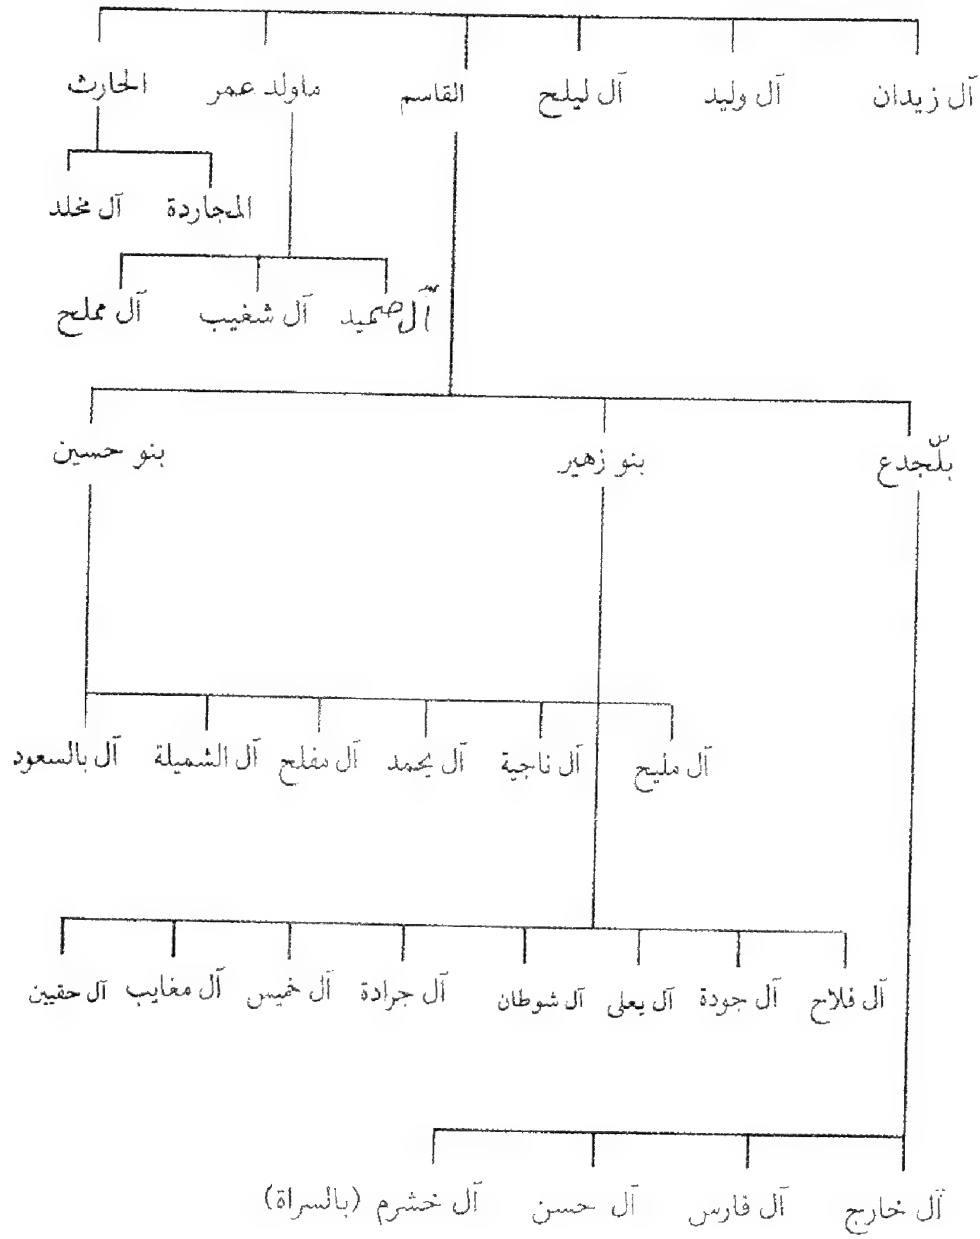 آل زيدان آل وليد آل ليلح القاسم ماولد عمر الحارث
المجاردة آل مخلد
آل صميد آل شغيب آل مملح
بلّجدع بنو زهير بنو حسين
آل مليح آل ناجية آل يحمد آل مفلح آل الشميلة آل بالسعود
آل فلاح آل جودة آل يعلى آل شوطان آل جرادة آل خميس آل مغايب آل حقيين
آل خارج آل فارس آل حسن آل خشرم (بالسراة)